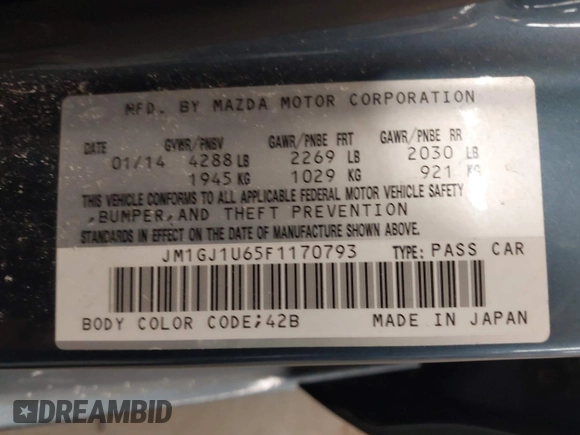 MFD. BY MAZDA MOTOR CORPORATION
DATE GVWR/PNBV GAWR/PNBE FRT GAWR/PNBE RR
01/14 4288 LB 2269 LB 2030 LB
1945 KG 1029 KG 921 KG
THIS VEHICLE CONFORMS TO ALL APPLICABLE FEDERAL MOTOR VEHICLE SAFETY
,BUMPER,AND THEFT PREVENTION
STANDARDS IN EFFECT ON THE DATE OF MANUFACTURE SHOWN ABOVE.
JM1GJ1U65F1170793 TYPE: PASS CAR
BODY COLOR CODE;42B MADE IN JAPAN
DREAMBID